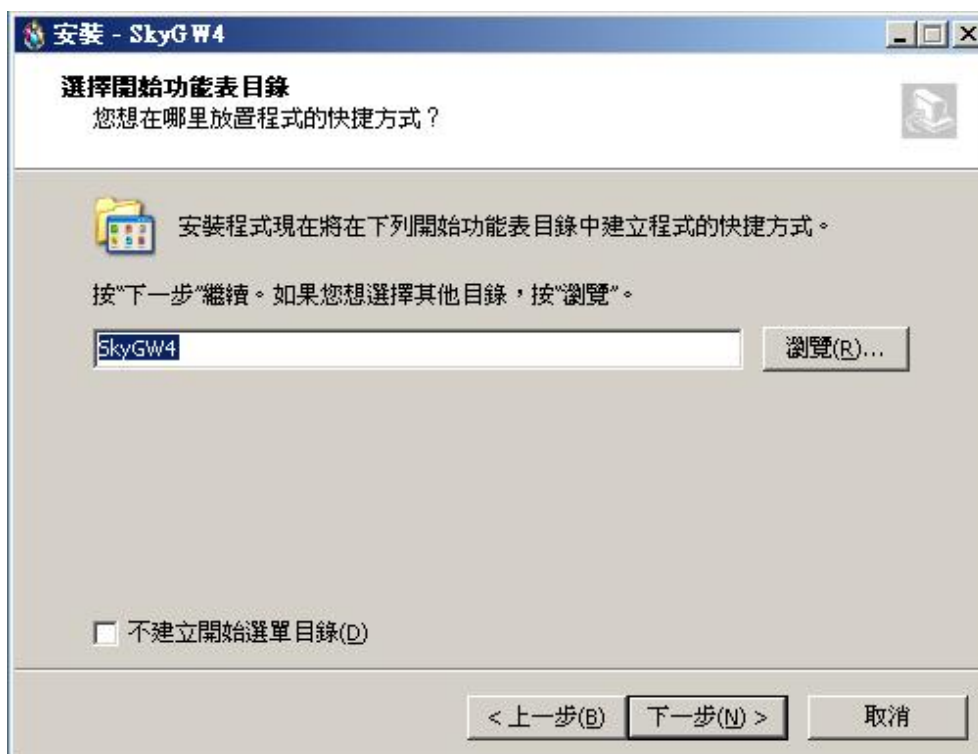 安裝 - SkyGW4
選擇開始功能表目錄
您想在哪里放置程式的快捷方式？
安裝程式現在將在下列開始功能表目錄中建立程式的快捷方式。
按"下一步"繼續。如果您想選擇其他目錄，按"瀏覽"。
SkyGW4
瀏覽(R)...
不建立開始選單目錄(D)
< 上一步(B)
下一步(N) >
取消